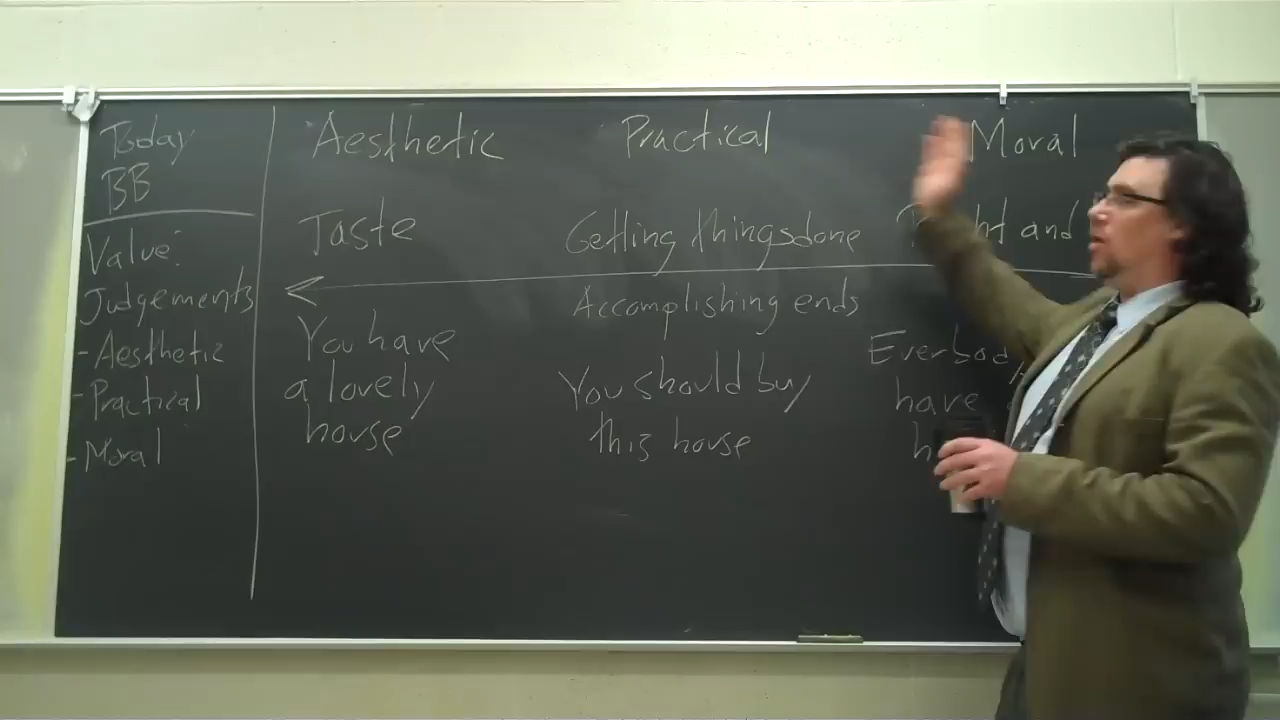 Today
BB
Value
Judgements
- Aesthetic
- Practical
- Moral
Aesthetic
Taste
You have
a lovely
house
Practical
Getting things done
Accomplishing ends
You should buy
this house
Moral
and
have